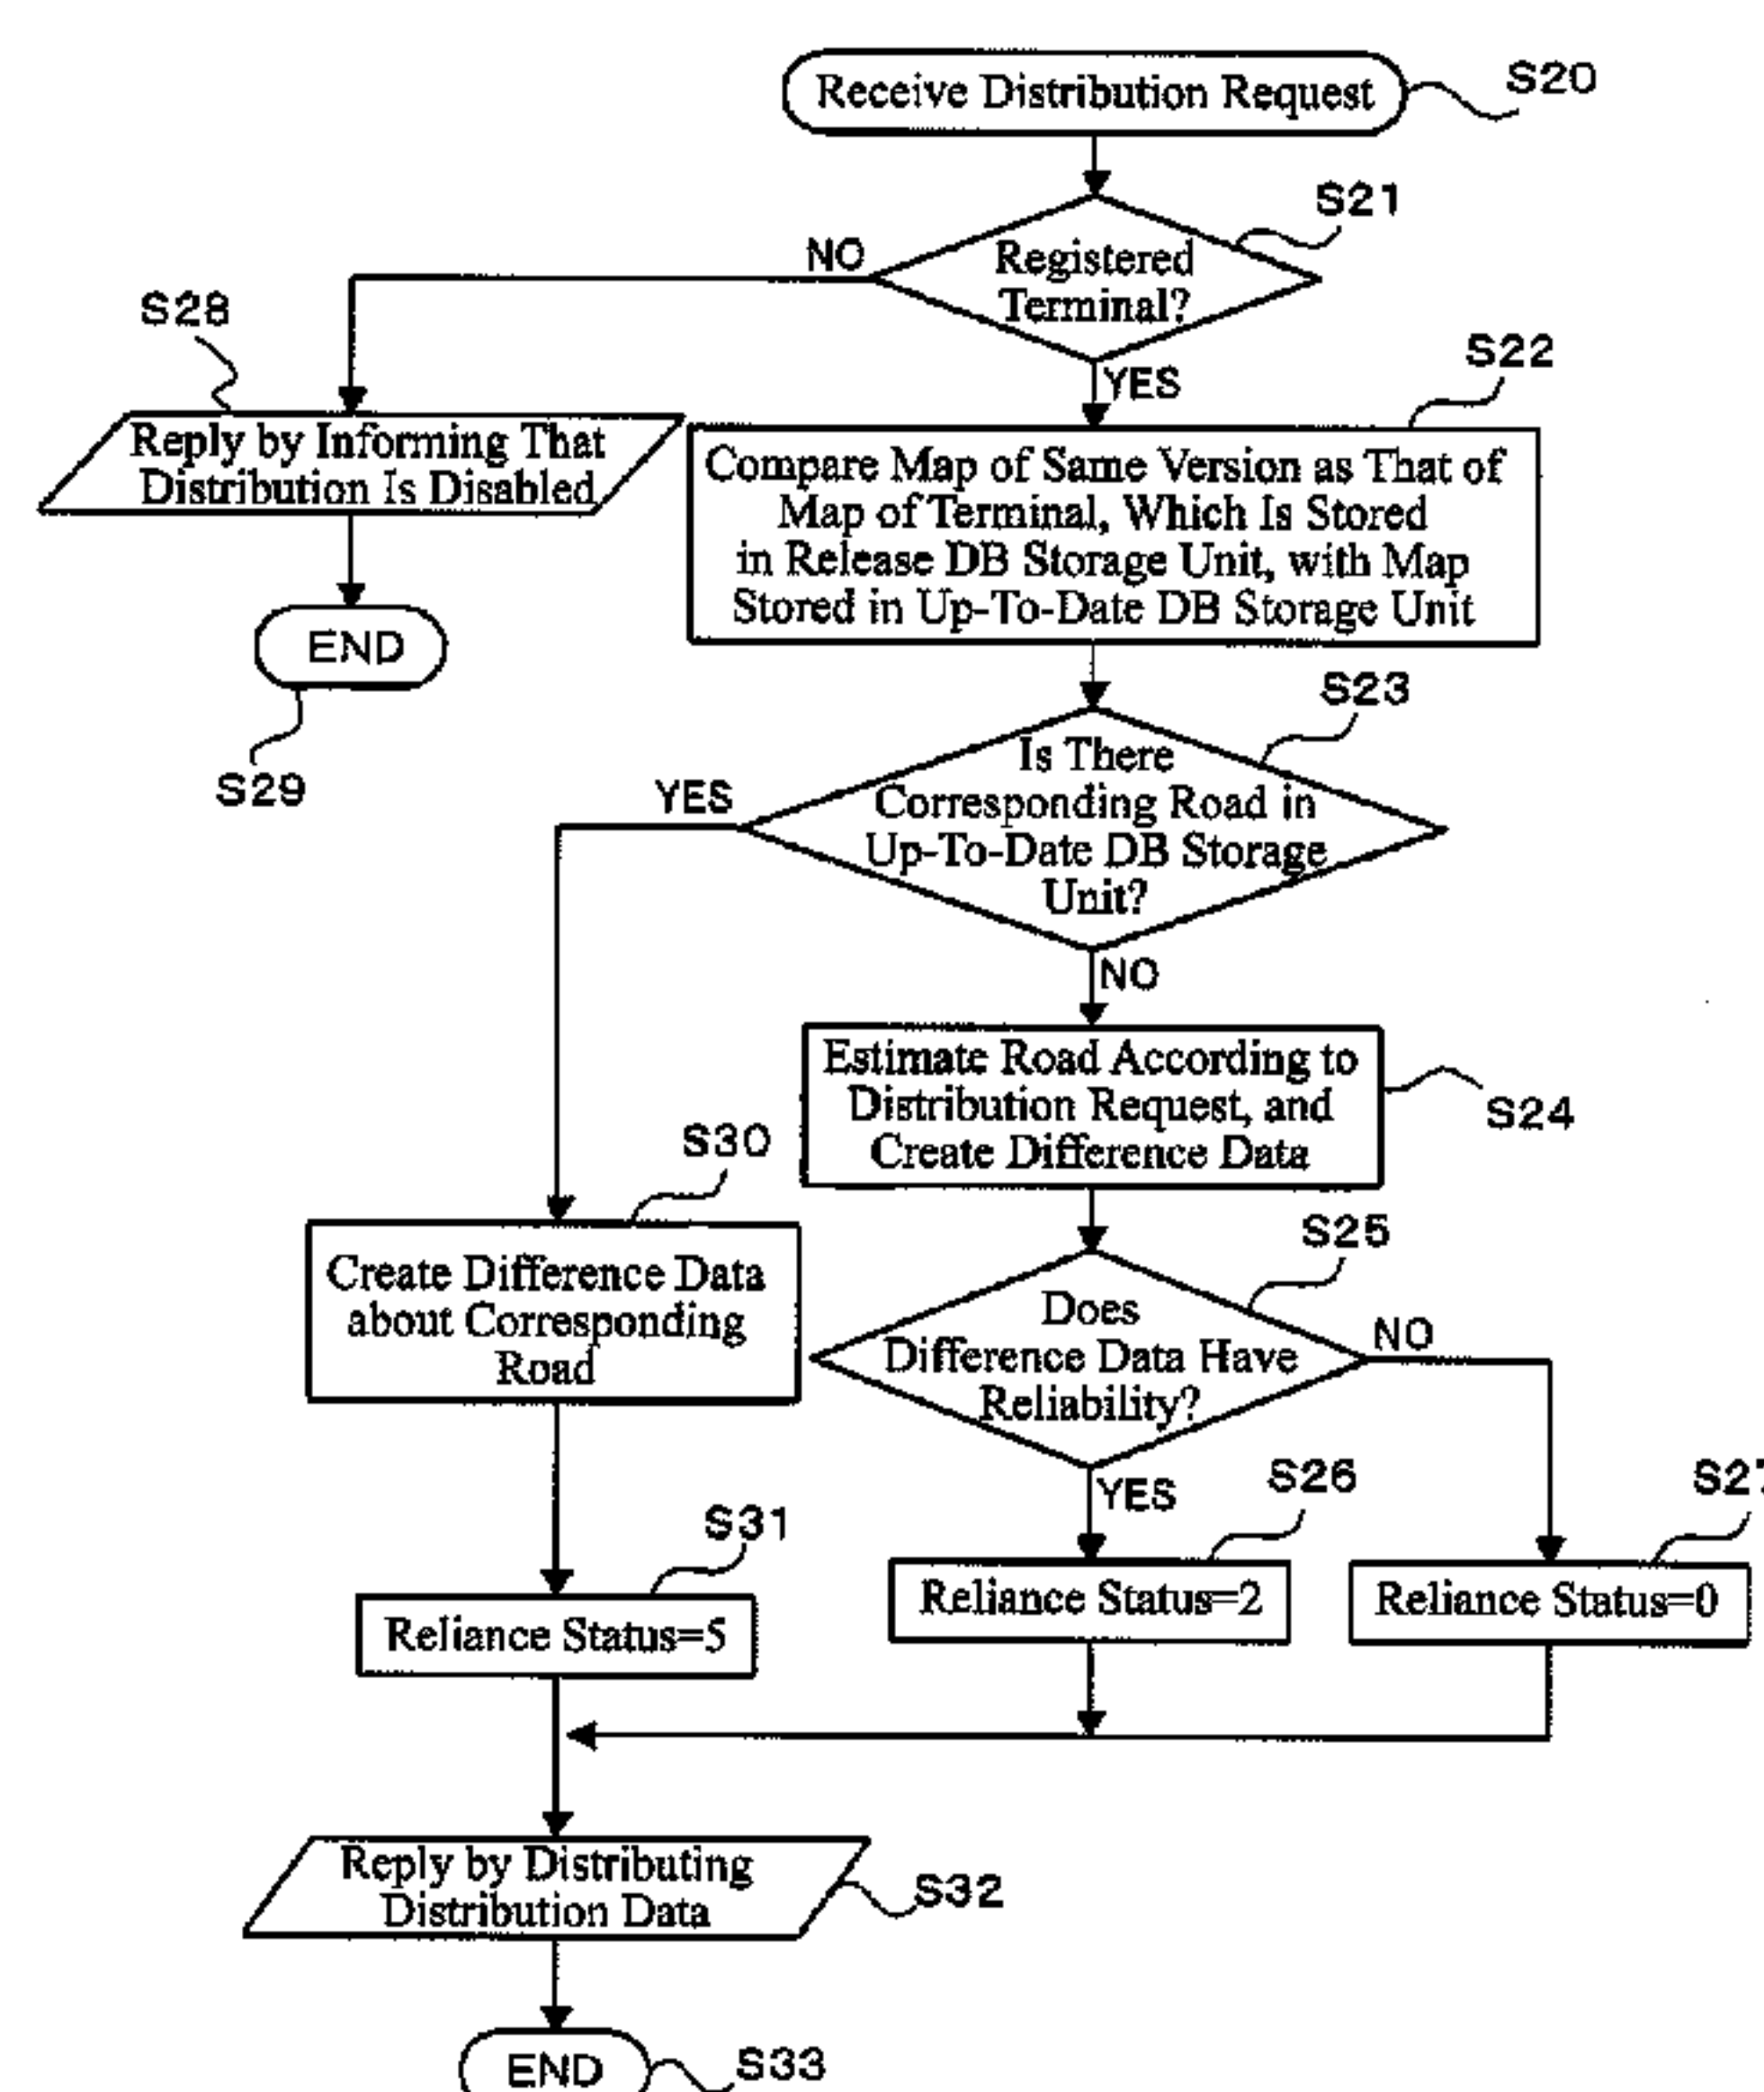 Receive Distribution Request
S20
S21
Registered
Terminal?
NO
YES
S28
Reply by Informing That
Distribution Is Disabled
END
S29
S22
Compare Map of Same Version as That of
Map of Terminal, Which Is Stored
in Release DB Storage Unit, with Map
Stored in Up-To-Date DB Storage Unit
S23
Is There
Corresponding Road in
Up-To-Date DB Storage
Unit?
YES
NO
Estimate Road According to
Distribution Request, and
Create Difference Data
S24
S30
Create Difference Data
about Corresponding
Road
S25
Does
Difference Data Have
Reliability?
NO
YES
S31
Reliance Status=5
S26
Reliance Status=2
S27
Reliance Status=0
Reply by Distributing
Distribution Data
S32
END
S33